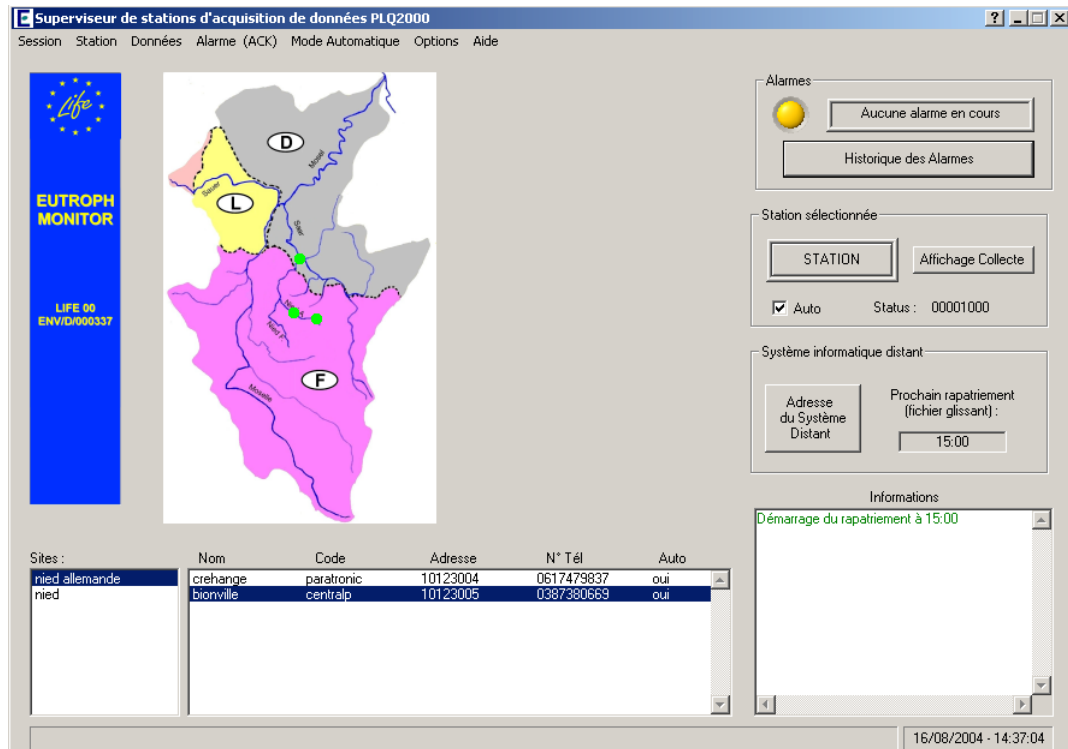 Superviseur de stations d'acquisition de données PLQ2000
Session Station Données Alarme (ACK) Mode Automatique Options Aide
Life
EUTROPH
MONITOR
LIFE 00
ENV/D/000337
D
Mosel
Sauer
L
Saar
Nied A.
Nied F.
F
Moselle
Alarmes
Aucune alarme en cours
Historique des Alarmes
Station sélectionnée
STATION
Affichage Collecte
Auto
Status : 00001000
Système informatique distant
Adresse
du Système
Distant
Prochain rapatriement
(fichier glissant) :
15:00
Informations
Démarrage du rapatriement à 15:00
Sites :
nied allemande
nied
Nom Code Adresse N° Tél Auto
crehange paratronic 10123004 0617479837 oui
bionville centralp 10123005 0387380669 oui
16/08/2004 - 14:37:04